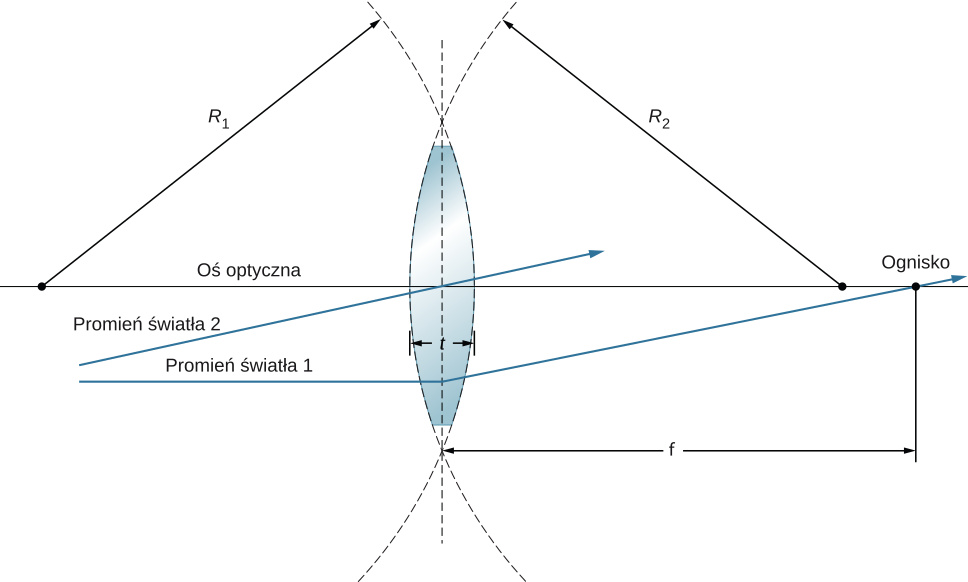 R1
R2
Oś optyczna
Ognisko
Promień światła 2
t
Promień światła 1
f